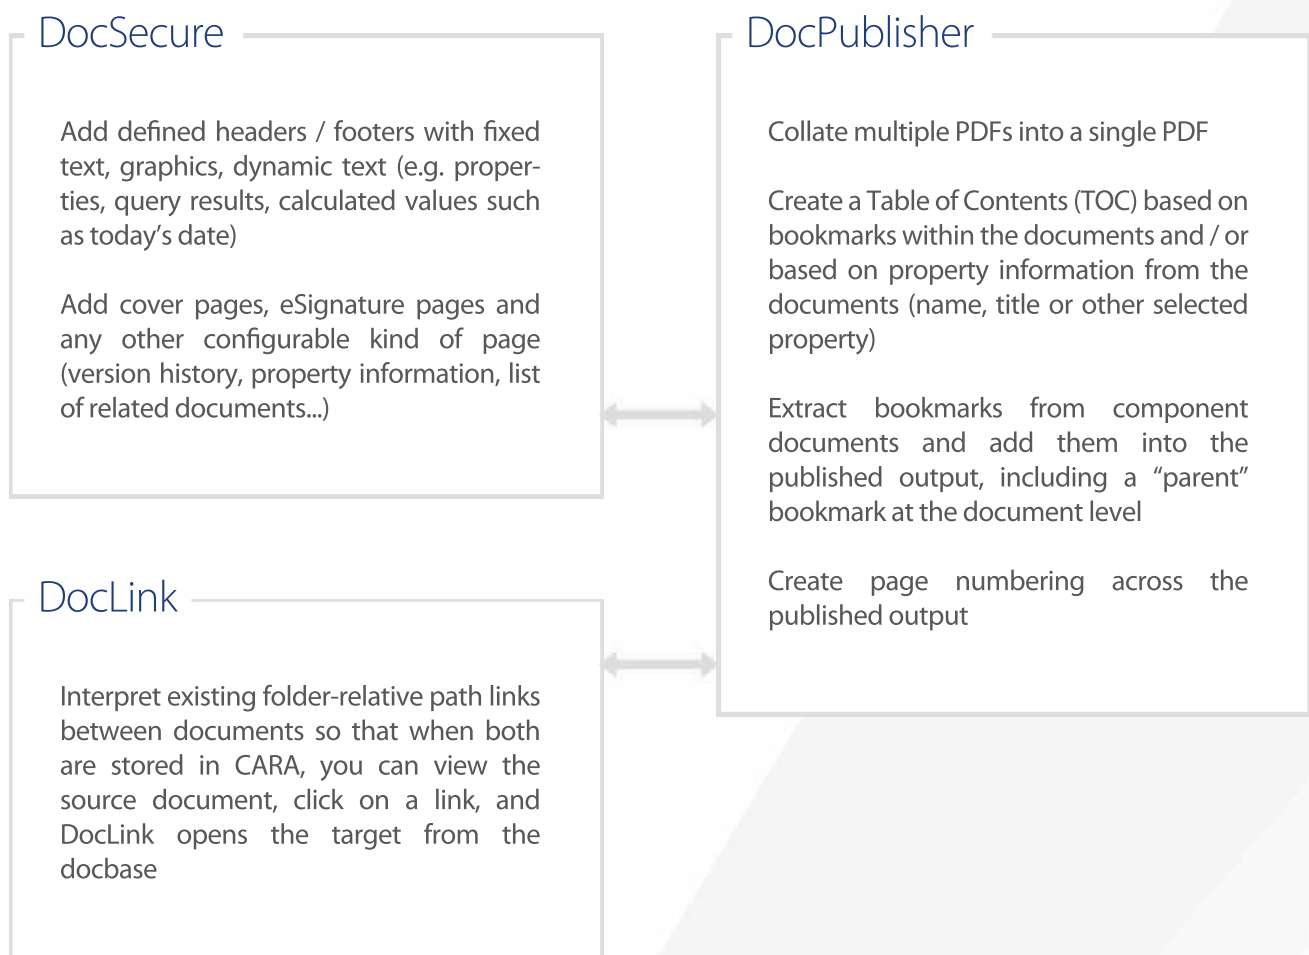 DocSecure
Add defined headers / footers with fixed
text, graphics, dynamic text (e.g. proper-
ties, query results, calculated values such
as today’s date)
Add cover pages, eSignature pages and
any other configurable kind of page
(version history, property information, list
of related documents...)
DocLink
Interpret existing folder-relative path links
between documents so that when both
are stored in CARA, you can view the
source document, click on a link, and
DocLink opens the target from the
docbase
DocPublisher
Collate multiple PDFs into a single PDF
Create a Table of Contents (TOC) based on
bookmarks within the documents and / or
based on property information from the
documents (name, title or other selected
property)
Extract bookmarks from component
documents and add them into the
published output, including a “parent”
bookmark at the document level
Create page numbering across the
published output